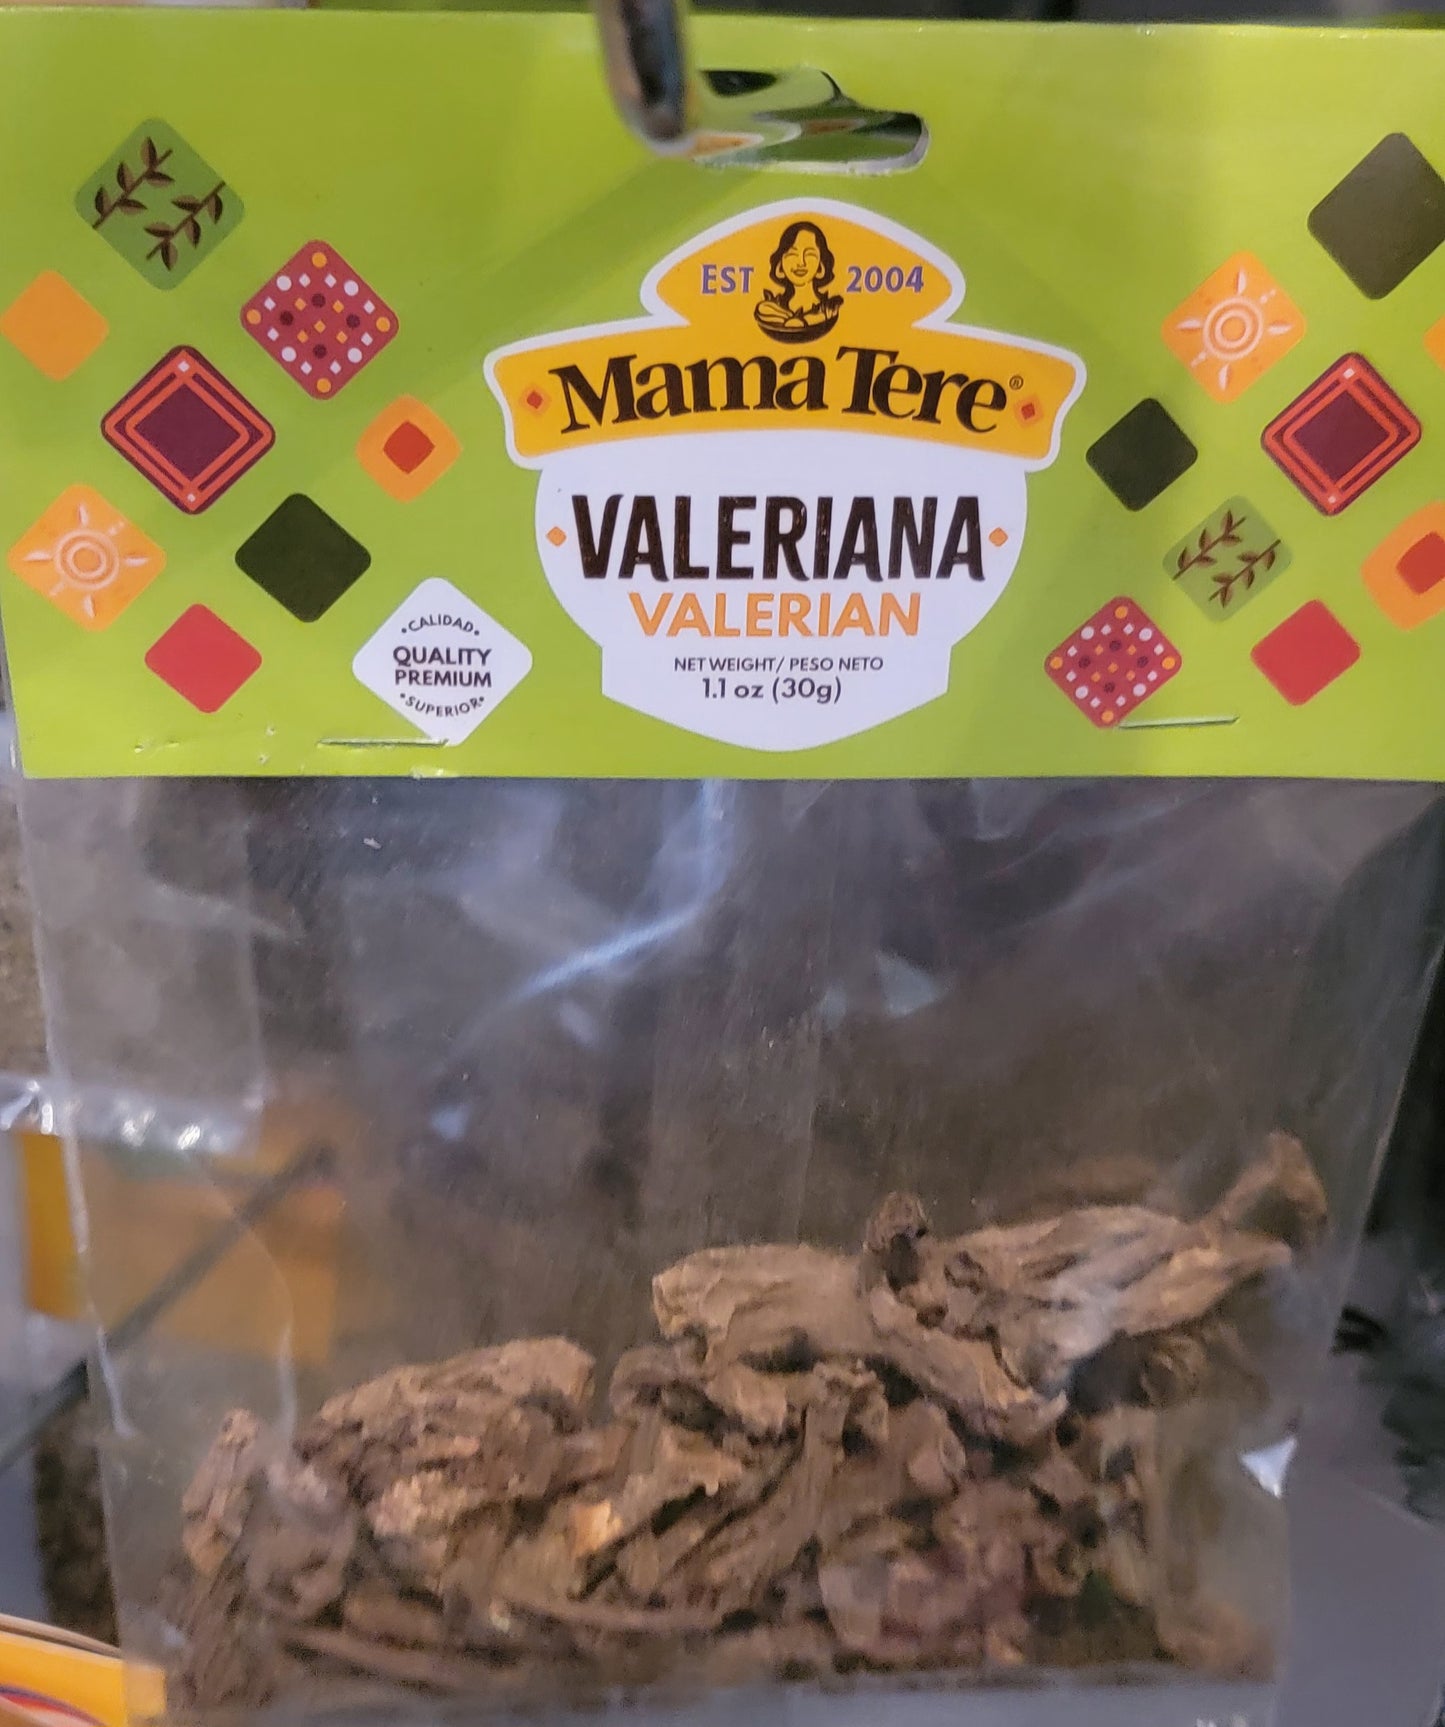 EST 2004
Mama Tere®
VALERIANA
VALERIAN
NET WEIGHT/ PESO NETO
1.1 oz (30g)
•CALIDAD•
QUALITY
PREMIUM
•SUPERIOR•